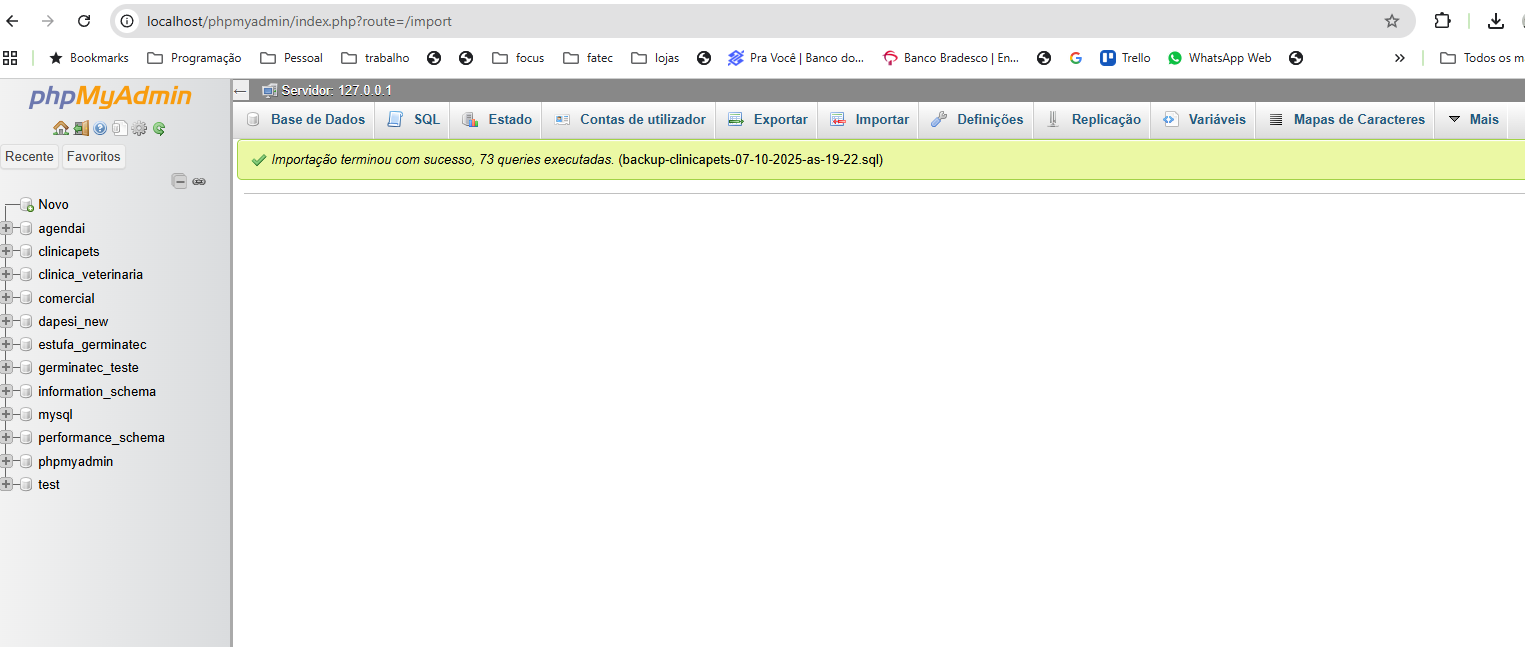 localhost/phpmyadmin/index.php?route=/import
Bookmarks Programação Pessoal trabalho focus fatec lojas Pra Você | Banco do... Banco Bradesco | En... Trello WhatsApp Web » Todos os m
phpMyAdmin
Recente Favoritos
Novo
agendai
clinicapets
clinica_veterinaria
comercial
dapesi_new
estufa_germinatec
germinatec_teste
information_schema
mysql
performance_schema
phpmyadmin
test
Servidor: 127.0.0.1
Base de Dados SQL Estado Contas de utilizador Exportar Importar Definições Replicação Variáveis Mapas de Caracteres Mais
Importação terminou com sucesso, 73 queries executadas. (backup-clinicapets-07-10-2025-as-19-22.sql)